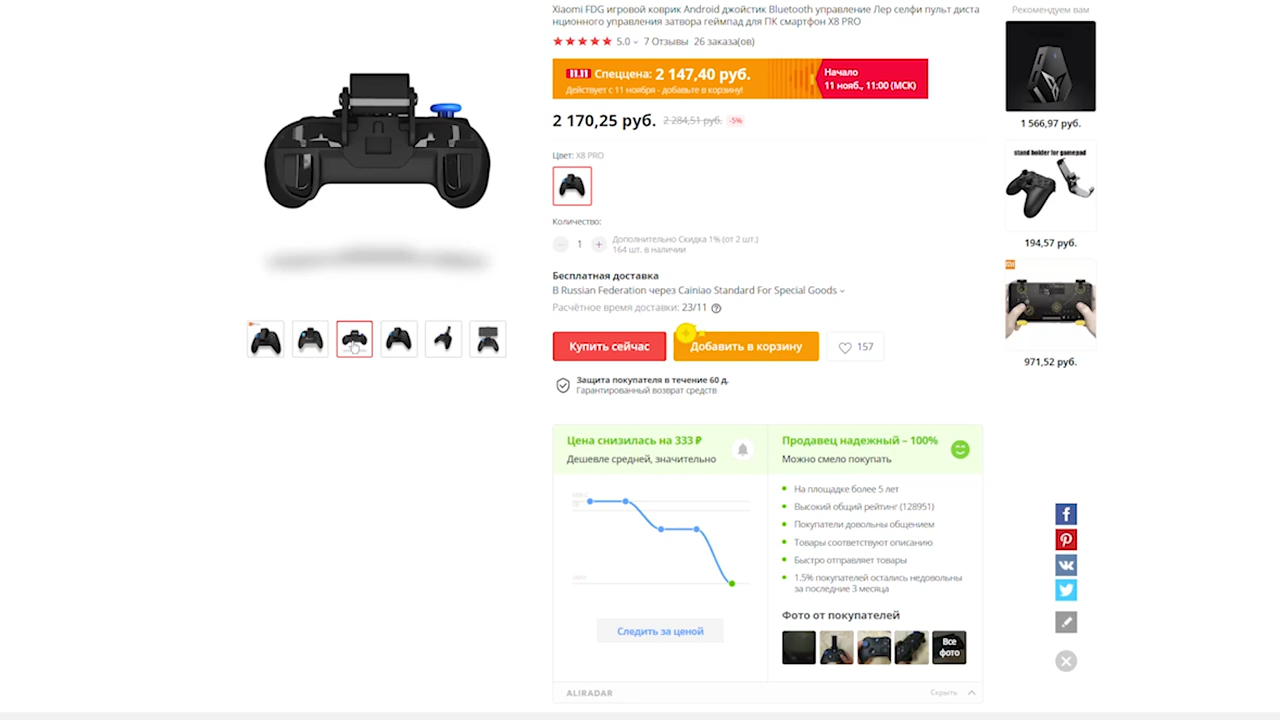 Xiaomi FDG игровой коврик Android джойстик Bluetooth управление Лер селфи пульт диста
нционного управления затвора геймпад для ПК смартфон X8 PRO
5.0 7 Отзывы 26 заказа(ов)
11.11 Спеццена: 2 147,40 руб.
Действует с 11 ноября - добавьте в корзину!
Начало
11 нояб., 11:00 (МСК)
2 170,25 руб. 2 284,51 руб. -5%
Цвет: X8 PRO
Количество:
1
Дополнительно Скидка 1% (от 2 шт.)
164 шт. в наличии
Бесплатная доставка
В Russian Federation через Cainiao Standard For Special Goods
Расчётное время доставки: 23/11
Купить сейчас
Добавить в корзину
157
Защита покупателя в течение 60 д.
Гарантированный возврат средств
Цена снизилась на 333 ₽
Дешевле средней, значительно
Следить за ценой
Продавец надежный – 100%
Можно смело покупать
На площадке более 5 лет
Высокий общий рейтинг (128951)
Покупатели довольны общением
Товары соответствуют описанию
Быстро отправляет товары
1.5% покупателей остались недовольны
за последние 3 месяца
Фото от покупателей
Все
фото
ALIRADAR
Скрыть
Рекомендуем вам
1 566,97 руб.
stand holder for gamepad
194,57 руб.
971,52 руб.